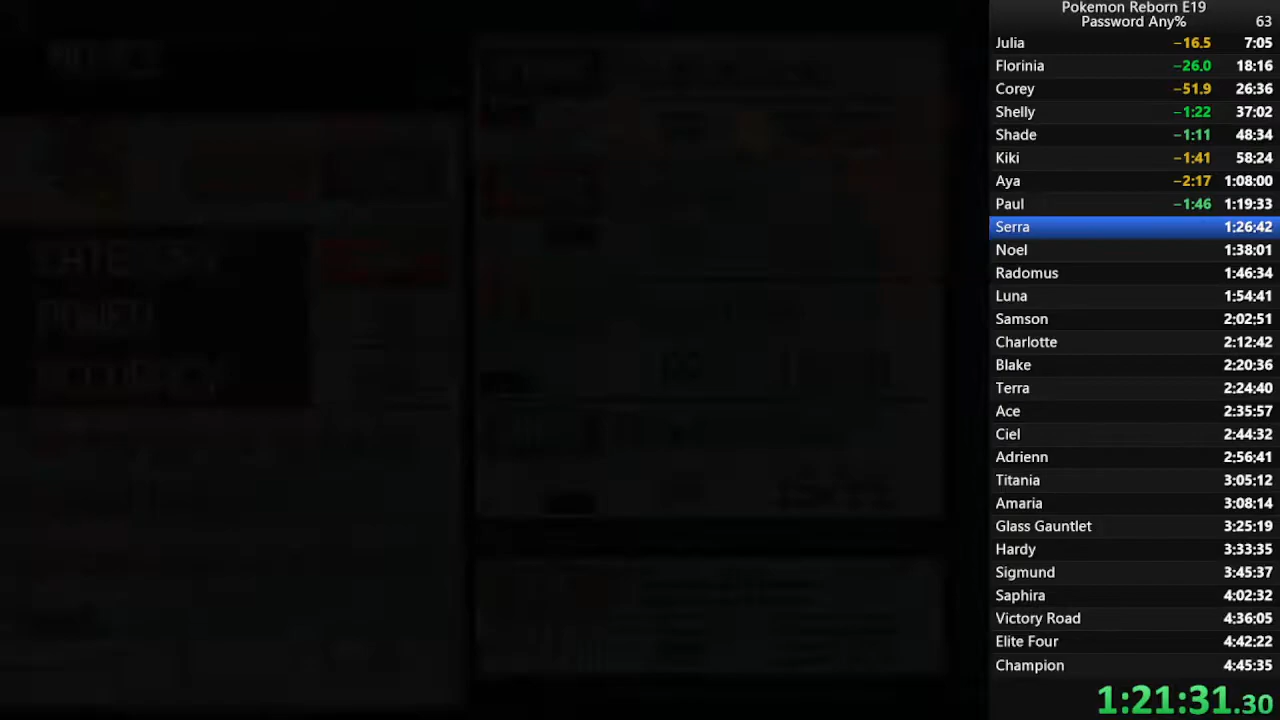 Pokemon Reborn E19
Password Any% 63
Julia −16.5 7:05
Florinia −26.0 18:16
Corey −51.9 26:36
Shelly −1:22 37:02
Shade −1:11 48:34
Kiki −1:41 58:24
Aya −2:17 1:08:00
Paul −1:46 1:19:33
Serra 1:26:42
Noel 1:38:01
Radomus 1:46:34
Luna 1:54:41
Samson 2:02:51
Charlotte 2:12:42
Blake 2:20:36
Terra 2:24:40
Ace 2:35:57
Ciel 2:44:32
Adrienn 2:56:41
Titania 3:05:12
Amaria 3:08:14
Glass Gauntlet 3:25:19
Hardy 3:33:35
Sigmund 3:45:37
Saphira 4:02:32
Victory Road 4:36:05
Elite Four 4:42:22
Champion 4:45:35
1:21:31.30
MOVES
CATEGORY
POWER
ACCURACY